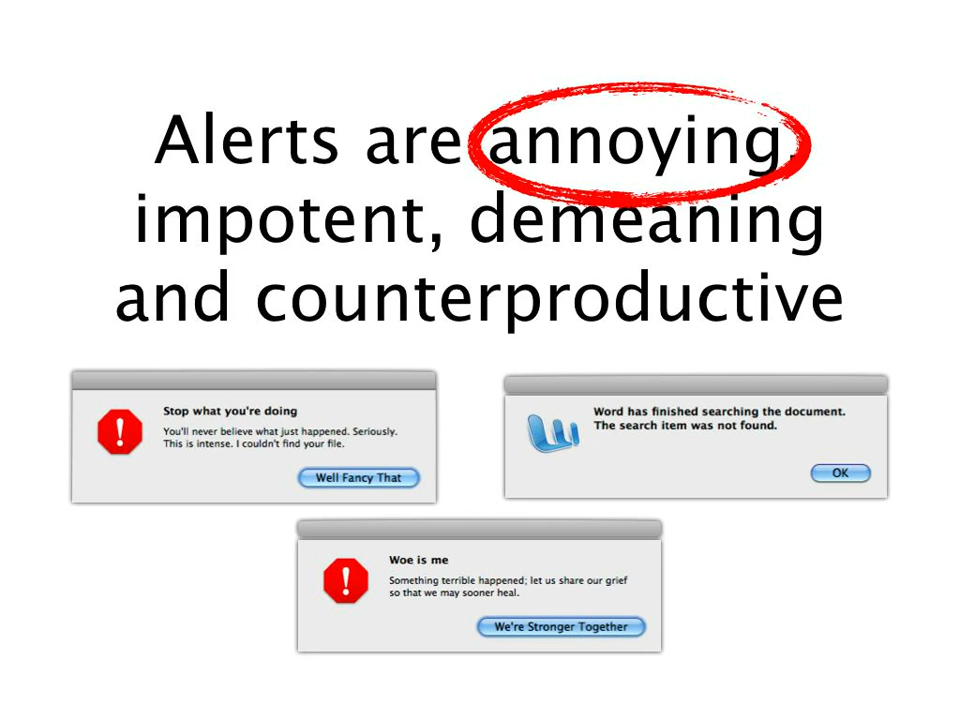 Alerts are annoying,
impotent, demeaning
and counterproductive
Stop what you're doing
You'll never believe what just happened. Seriously.
This is intense. I couldn't find your file.
Well Fancy That
Word has finished searching the document.
The search item was not found.
OK
Woe is me
Something terrible happened; let us share our grief
so that we may sooner heal.
We're Stronger Together